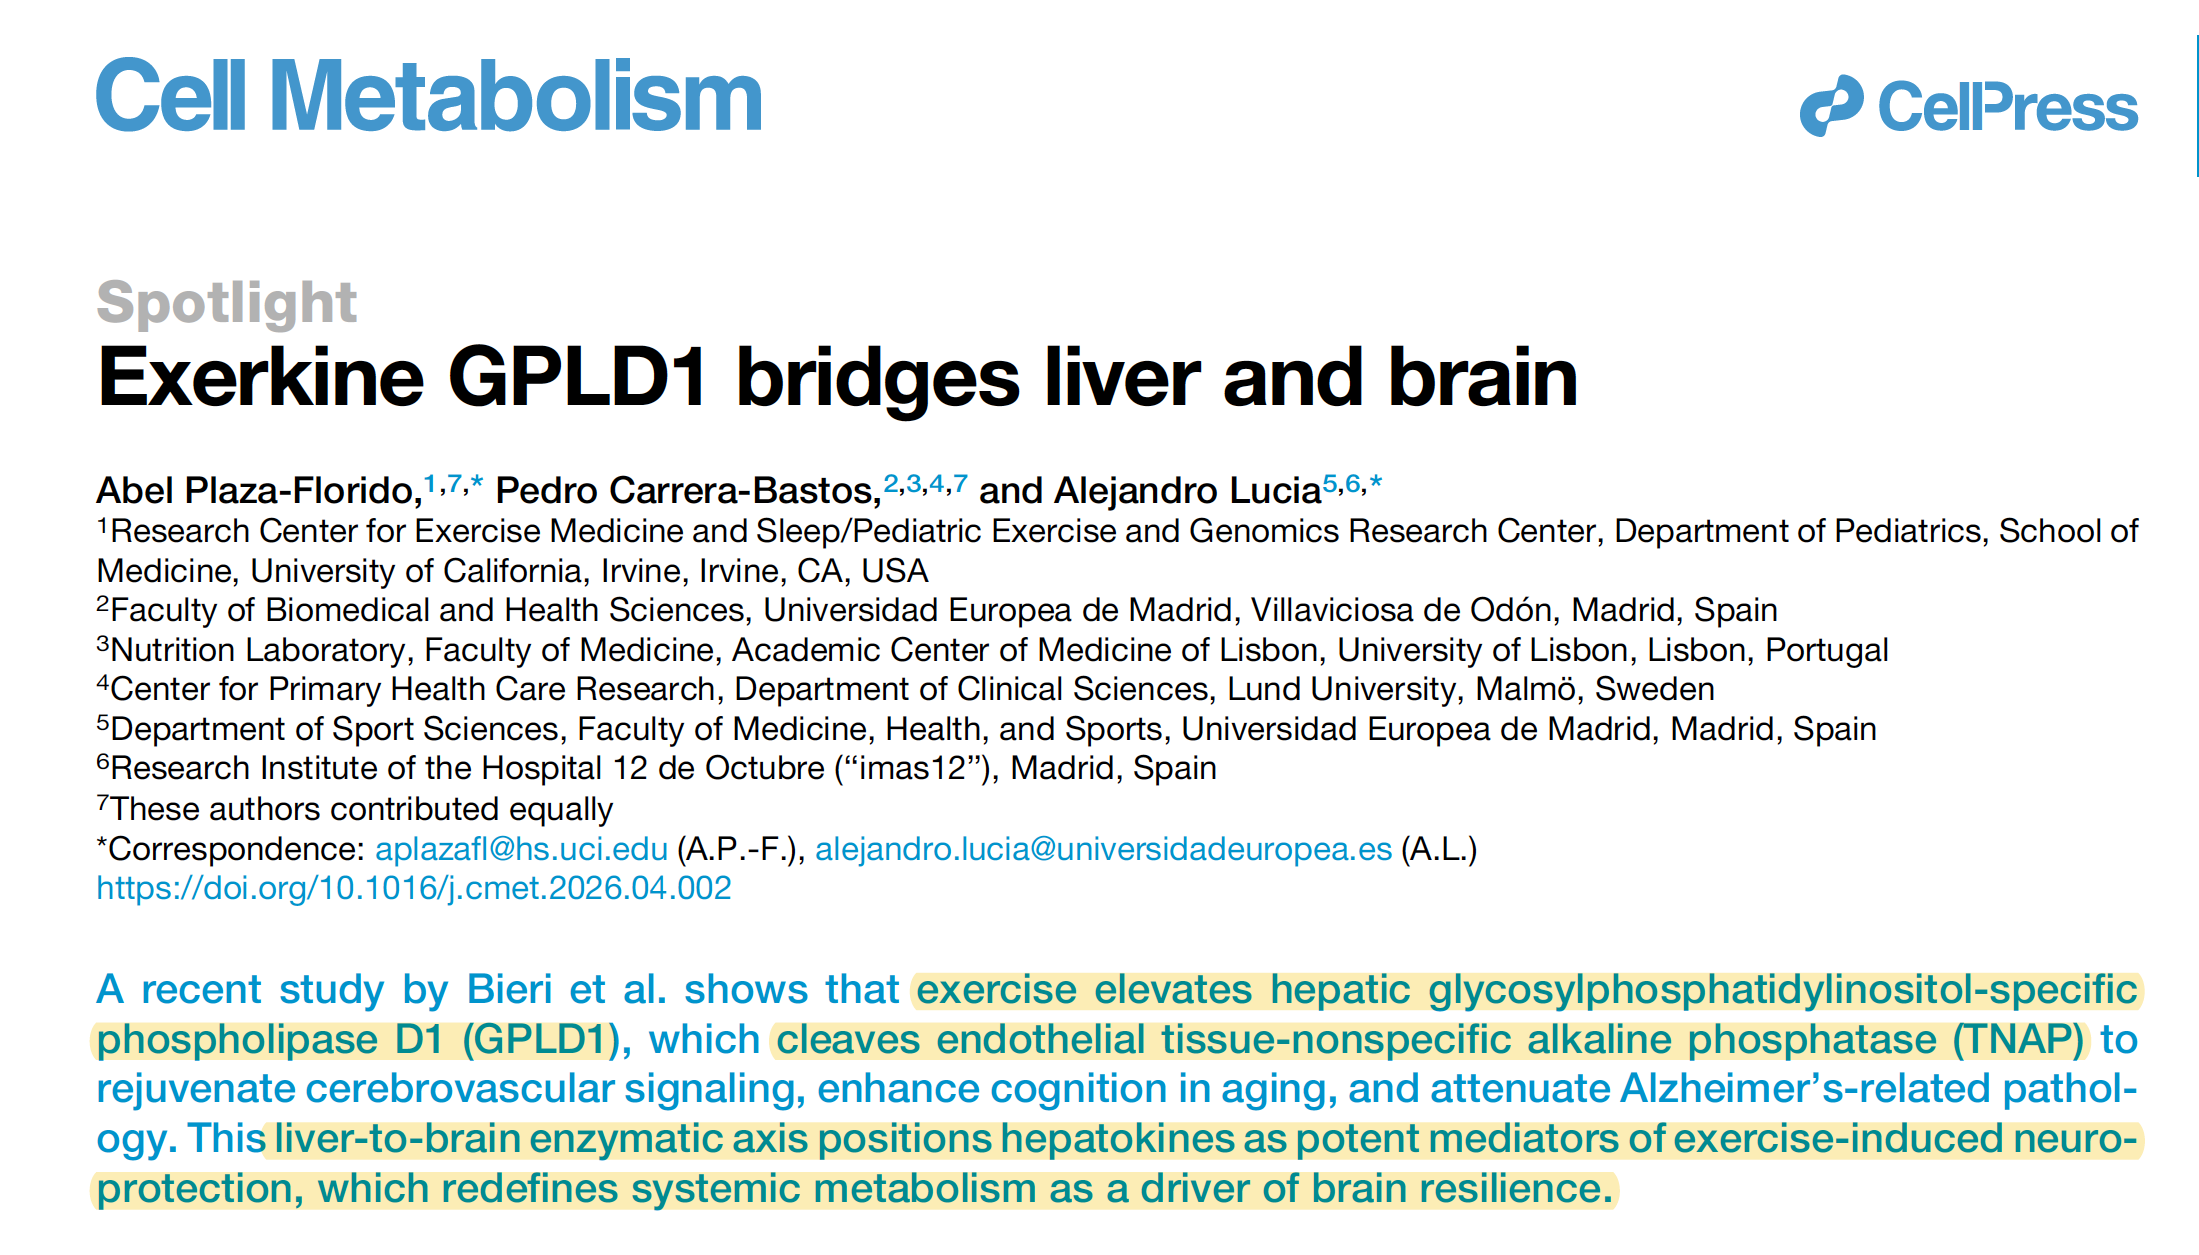 Cell Metabolism
CellPress
Spotlight
Exerkine GPLD1 bridges liver and brain
Abel Plaza-Florido,1,7,* Pedro Carrera-Bastos,2,3,4,7 and Alejandro Lucia5,6,*
1Research Center for Exercise Medicine and Sleep/Pediatric Exercise and Genomics Research Center, Department of Pediatrics, School of
Medicine, University of California, Irvine, Irvine, CA, USA
2Faculty of Biomedical and Health Sciences, Universidad Europea de Madrid, Villaviciosa de Odón, Madrid, Spain
3Nutrition Laboratory, Faculty of Medicine, Academic Center of Medicine of Lisbon, University of Lisbon, Lisbon, Portugal
4Center for Primary Health Care Research, Department of Clinical Sciences, Lund University, Malmö, Sweden
5Department of Sport Sciences, Faculty of Medicine, Health, and Sports, Universidad Europea de Madrid, Madrid, Spain
6Research Institute of the Hospital 12 de Octubre (“imas12”), Madrid, Spain
7These authors contributed equally
*Correspondence: aplazafl@hs.uci.edu (A.P.-F.), alejandro.lucia@universidadeuropea.es (A.L.)
https://doi.org/10.1016/j.cmet.2026.04.002
A recent study by Bieri et al. shows that exercise elevates hepatic glycosylphosphatidylinositol-specific
phospholipase D1 (GPLD1), which cleaves endothelial tissue-nonspecific alkaline phosphatase (TNAP) to
rejuvenate cerebrovascular signaling, enhance cognition in aging, and attenuate Alzheimer’s-related pathol-
ogy. This liver-to-brain enzymatic axis positions hepatokines as potent mediators of exercise-induced neuro-
protection, which redefines systemic metabolism as a driver of brain resilience.